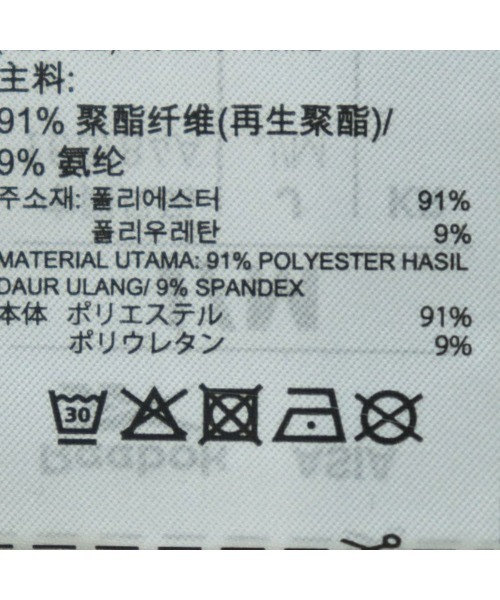 主料:
91% 聚酯纤维(再生聚酯)/
9% 氨纶
주소재: 폴리에스터 91%
폴리우레탄 9%
MATERIAL UTAMA: 91% POLYESTER HASIL
DAUR ULANG/ 9% SPANDEX
本体 ポリエステル 91%
ポリウレタン 9%
30
Reebok ASIA